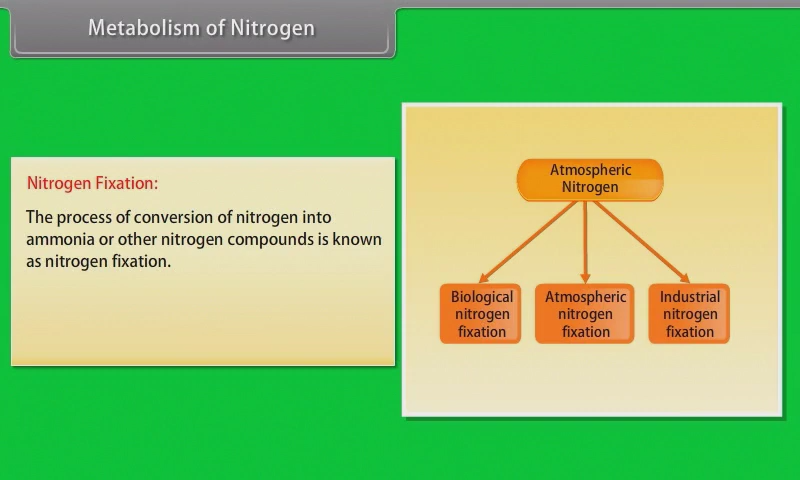 Metabolism of Nitrogen
Nitrogen Fixation:
The process of conversion of nitrogen into
ammonia or other nitrogen compounds is known
as nitrogen fixation.
Atmospheric
Nitrogen
Biological
nitrogen
fixation
Atmospheric
nitrogen
fixation
Industrial
nitrogen
fixation